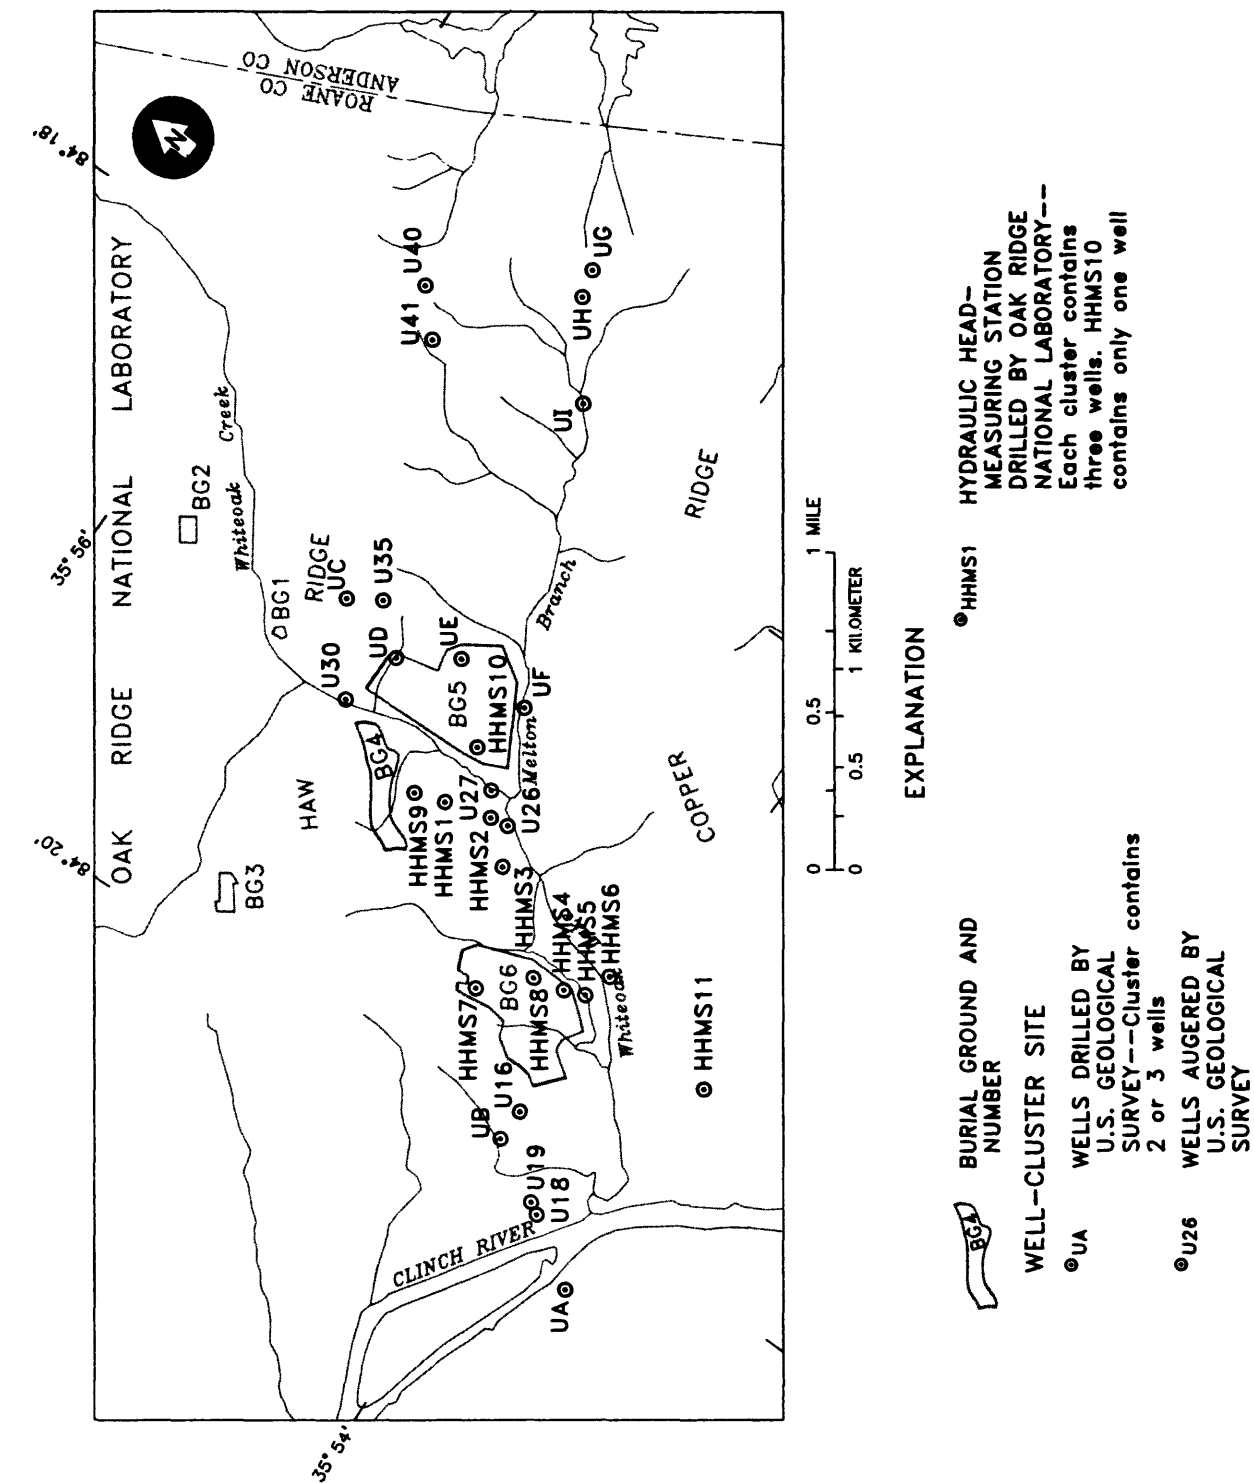 84°18'
35°56'
84°20'
35°54'
N
ANDERSON CO
ROANE CO
OAK RIDGE NATIONAL LABORATORY
Whiteoak Creek
BG2
BG1
BG3
HAW RIDGE
UC
U35
U30
UD
UE
BG5
HHMS10
UF
BG4
U40
U41
UG
UH
UI
Melton Branch
HHMS9
HHMS1
U27
HHMS2
U26
HHMS3
HHMS4
HHMS5
HHMS6
HHMS7
BG6
HHMS8
Whiteoak
HHMS11
U16
UB
U19
U18
CLINCH RIVER
UA
COPPER RIDGE
0 0.5 1 MILE
0 0.5 1 KILOMETER
EXPLANATION
BG4
BURIAL GROUND AND
NUMBER
WELL-CLUSTER SITE
UA
WELLS DRILLED BY
U.S. GEOLOGICAL
SURVEY--Cluster contains
2 or 3 wells
U26
WELLS AUGERED BY
U.S. GEOLOGICAL
SURVEY
HHMS1
HYDRAULIC HEAD-
MEASURING STATION
DRILLED BY OAK RIDGE
NATIONAL LABORATORY--
Each cluster contains
three wells. HHMS10
contains only one well